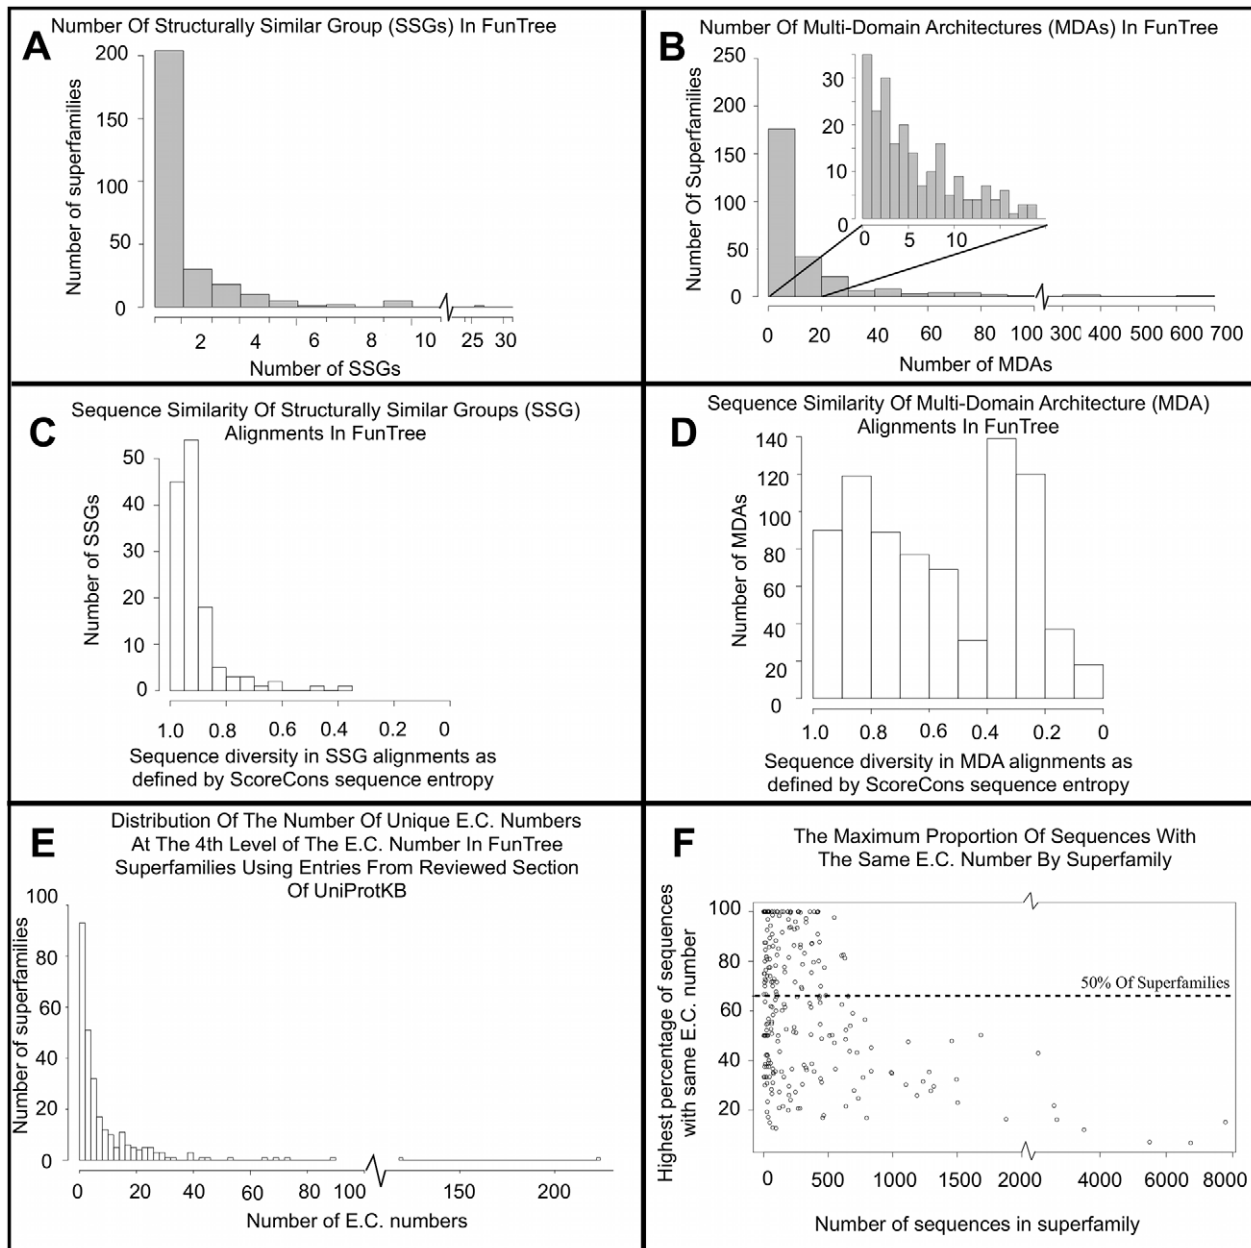 A
Number Of Structurally Similar Group (SSGs) In FunTree
Number of superfamilies
200
150
100
50
0
2 4 6 8 10 25 30
Number of SSGs
B
Number Of Multi-Domain Architectures (MDAs) In FunTree
Number Of Superfamilies
250
200
150
100
50
0
30
20
10
0
0 5 10
0 20 40 60 80 100 300 400 500 600 700
Number of MDAs
C
Sequence Similarity Of Structurally Similar Groups (SSG)
Alignments In FunTree
Number of SSGs
50
40
30
20
10
0
1.0 0.8 0.6 0.4 0.2 0
Sequence diversity in SSG alignments as
defined by ScoreCons sequence entropy
D
Sequence Similarity Of Multi-Domain Architecture (MDA)
Alignments In FunTree
Number of MDAs
140
120
100
80
60
40
20
0
1.0 0.8 0.6 0.4 0.2 0
Sequence diversity in MDA alignments as
defined by ScoreCons sequence entropy
E
Distribution Of The Number Of Unique E.C. Numbers
At The 4th Level of The E.C. Number In FunTree
Superfamilies Using Entries From Reviewed Section
Of UniProtKB
Number of superfamilies
100
80
60
40
20
0
0 20 40 60 80 100 150 200
Number of E.C. numbers
F
The Maximum Proportion Of Sequences With
The Same E.C. Number By Superfamily
Highest percentage of sequences
with same E.C. number
100
80
60
40
20
50% Of Superfamilies
0 500 1000 1500 2000 4000 6000 8000
Number of sequences in superfamily